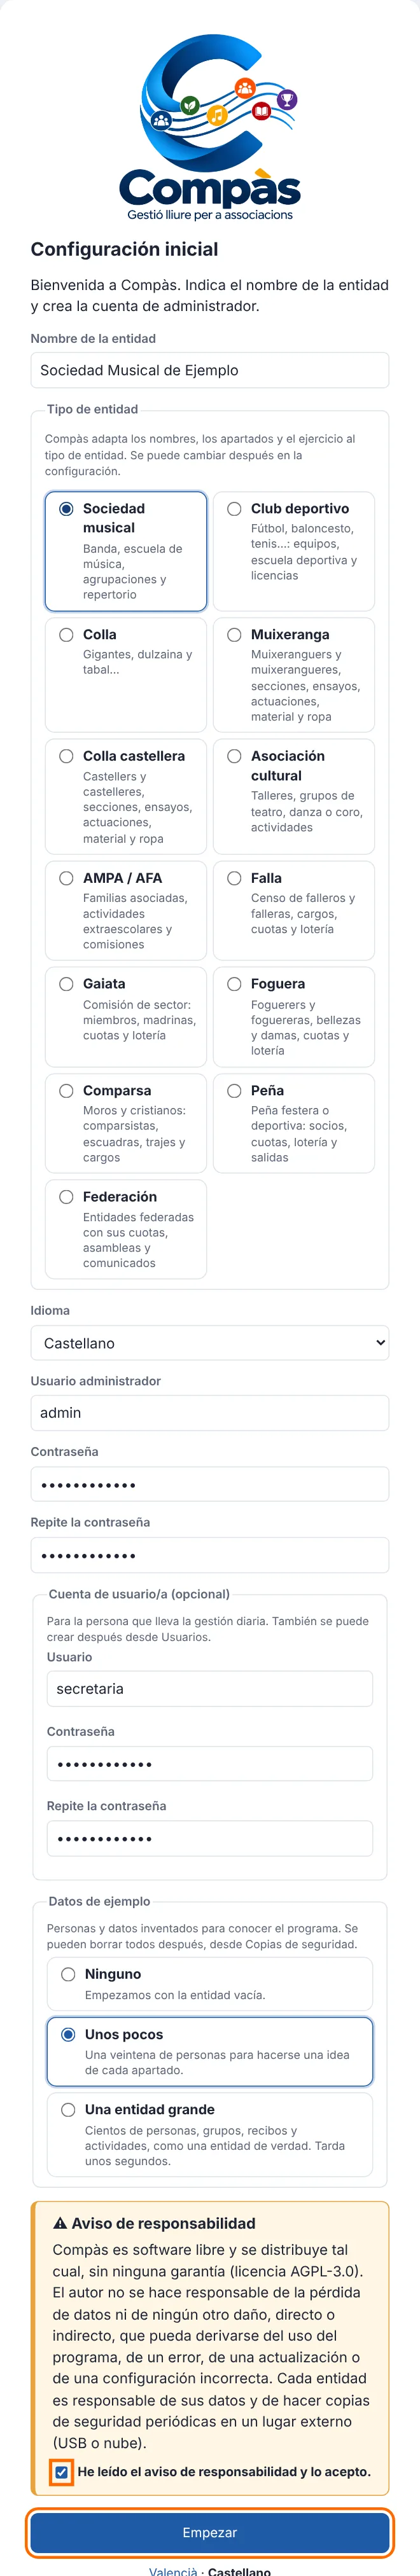 Compàs
Gestió lliure per a associacions
Configuración inicial
Bienvenida a Compàs. Indica el nombre de la entidad
y crea la cuenta de administrador.
Nombre de la entidad
Sociedad Musical de Ejemplo
Tipo de entidad
Compàs adapta los nombres, los apartados y el ejercicio al
tipo de entidad. Se puede cambiar después en la
configuración.
Sociedad
musical
Banda, escuela de
música,
agrupaciones y
repertorio
Club deportivo
Fútbol, baloncesto,
tenis...: equipos,
escuela deportiva y
licencias
Colla
Gigantes, dulzaina y
tabal...
Muixeranga
Muixeranguers y
muixerangueres,
secciones, ensayos,
actuaciones,
material y ropa
Colla castellera
Castellers y
castelleres,
secciones, ensayos,
actuaciones,
material y ropa
Asociación
cultural
Talleres, grupos de
teatro, danza o coro,
actividades
AMPA / AFA
Familias asociadas,
actividades
extraescolares y
comisiones
Falla
Censo de falleros y
falleras, cargos,
cuotas y lotería
Gaiata
Comisión de sector:
miembros, madrinas,
cuotas y lotería
Foguera
Foguerers y
foguereras, bellezas
y damas, cuotas y
lotería
Comparsa
Moros y cristianos:
comparsistas,
escuadras, trajes y
cargos
Peña
Peña festera o
deportiva: socios,
cuotas, lotería y
salidas
Federación
Entidades federadas
con sus cuotas,
asambleas y
comunicados
Idioma
Castellano
Usuario administrador
admin
Contraseña
••••••••••••
Repite la contraseña
••••••••••••
Cuenta de usuario/a (opcional)
Para la persona que lleva la gestión diaria. También se puede
crear después desde Usuarios.
Usuario
secretaria
Contraseña
••••••••••••
Repite la contraseña
••••••••••••
Datos de ejemplo
Personas y datos inventados para conocer el programa. Se
pueden borrar todos después, desde Copias de seguridad.
Ninguno
Empezamos con la entidad vacía.
Unos pocos
Una veintena de personas para hacerse una idea
de cada apartado.
Una entidad grande
Cientos de personas, grupos, recibos y
actividades, como una entidad de verdad. Tarda
unos segundos.
⚠ Aviso de responsabilidad
Compàs es software libre y se distribuye tal
cual, sin ninguna garantía (licencia AGPL-3.0).
El autor no se hace responsable de la pérdida
de datos ni de ningún otro daño, directo o
indirecto, que pueda derivarse del uso del
programa, de un error, de una actualización o
de una configuración incorrecta. Cada entidad
es responsable de sus datos y de hacer copias
de seguridad periódicas en un lugar externo
(USB o nube).
He leído el aviso de responsabilidad y lo acepto.
Empezar
Valencià · Castellano